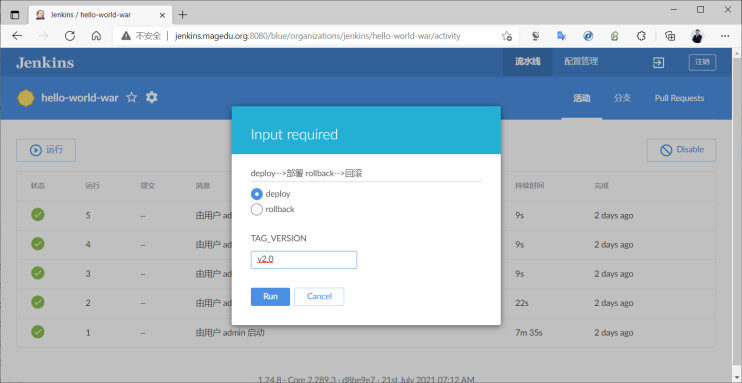 Jenkins / hello-world-war
不安全 | jenkins.magedu.org:8080/blue/organizations/jenkins/hello-world-war/activity
Jenkins 流水线 配置管理 注销
hello-world-war 活动 分支 Pull Requests
Input required
运行 Disable
deploy-->部署 rollback-->回滚
状态 运行 提交 消息 持续时间 完成
deploy
rollback
5 -- 由用户 ad 9s 2 days ago
TAG_VERSION
4 -- 由用户 ad 9s 2 days ago
v2.0
3 -- 由用户 ad 9s 2 days ago
Run Cancel
2 -- 由用户 ad 22s 2 days ago
1 -- 由用户 admin 启动 7m 35s 2 days ago
1.24.8 · Core 2.289.3 · d8be9e7 · 21st July 2021 07:12 AM